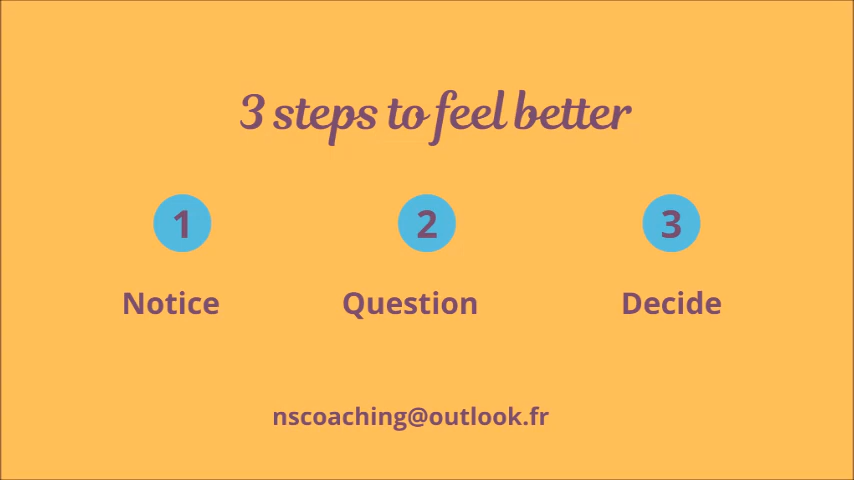 3 steps to feel better
1 2 3
Notice Question Decide
nscoaching@outlook.fr